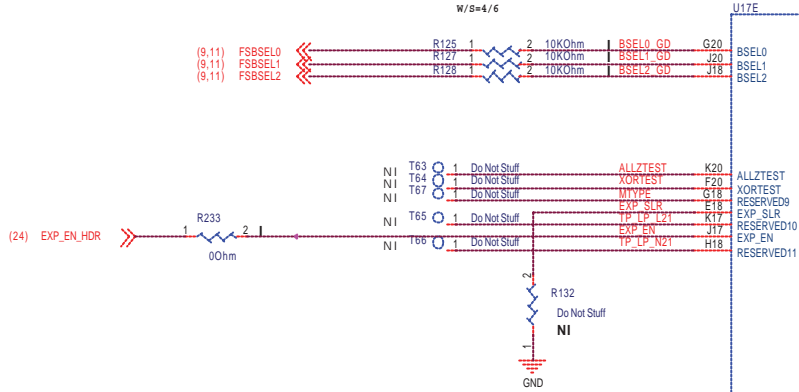 W/S=4/6
U17E
(9,11) FSBSEL0 R125 1 2 10KOhm BSEL0_GD G20 BSEL0
(9,11) FSBSEL1 R127 1 2 10KOhm BSEL1_GD J20 BSEL1
(9,11) FSBSEL2 R128 1 2 10KOhm BSEL2_GD J18 BSEL2
NI T63 1 Do Not Stuff ALLZTEST K20 ALLZTEST
NI T64 1 Do Not Stuff XORTEST F20 XORTEST
NI T67 1 Do Not Stuff MTYPE G18 RESERVED9
EXP_SLR E18 EXP_SLR
NI T65 1 Do Not Stuff TP_LP_L21 K17 RESERVED10
(24) EXP_EN_HDR 1 R233 2 I EXP_EN J17 EXP_EN
0Ohm
NI T66 1 Do Not Stuff TP_LP_N21 H18 RESERVED11
2
R132
Do Not Stuff
NI
1
GND